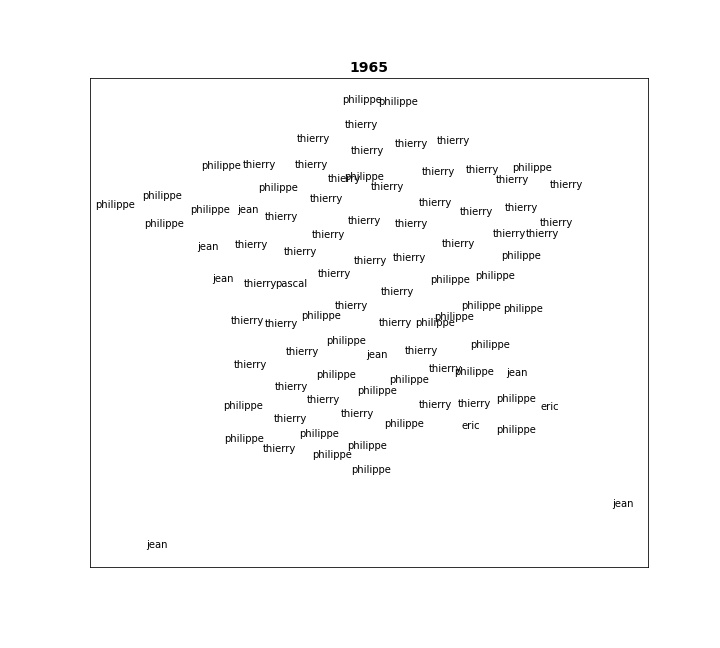 1965
philippe philippe
thierry
thierry thierry thierry
thierry
philippe thierry thierry thierry thierry philippe
thierry philippe thierry thierry thierry
philippe philippe philippe thierry
philippe philippe jean thierry thierry thierry thierry
philippe thierry thierry thierry thierry
thierry thierry thierry
jean thierry thierry thierry
thierry thierry philippe
jean thierry pascal thierry philippe philippe
thierry
thierry philippe philippe
thierry thierry philippe thierry philippe philippe
philippe philippe
thierry jean thierry
thierry philippe philippe thierry philippe jean
thierry philippe
philippe thierry thierry thierry philippe eric
thierry thierry philippe eric philippe
philippe philippe
thierry philippe philippe
philippe
jean
jean